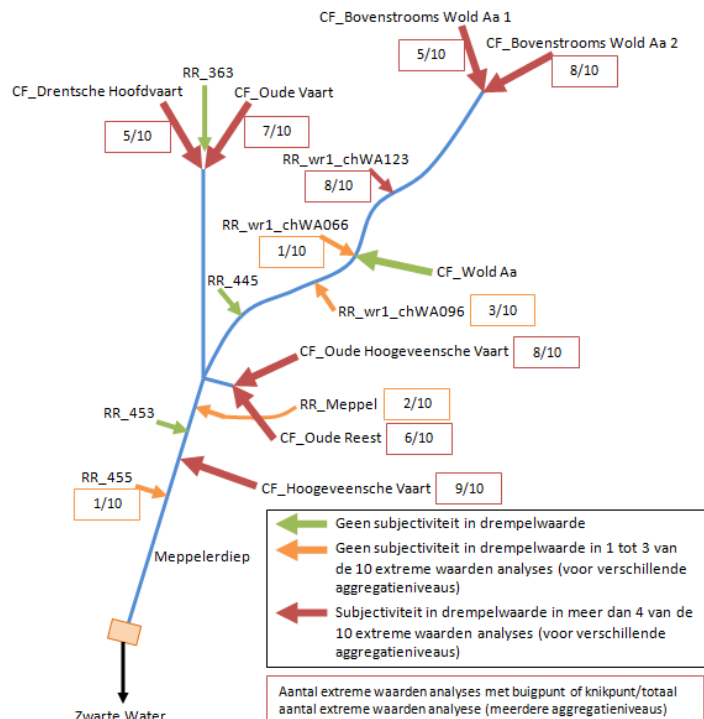 CF_Bovenstrooms Wold Aa 1
5/10
CF_Bovenstrooms Wold Aa 2
8/10
RR_363
CF_Drentsche Hoofdvaart
CF_Oude Vaart
5/10
7/10
RR_wr1_chWA123
8/10
RR_wr1_chWA066
1/10
CF_Wold Aa
RR_445
RR_wr1_chWA096
3/10
CF_Oude Hoogeveensche Vaart
8/10
RR_Meppel
2/10
RR_453
CF_Oude Reest
6/10
RR_455
1/10
CF_Hoogeveensche Vaart
9/10
Meppelerdiep
Geen subjectiviteit in drempelwaarde
Geen subjectiviteit in drempelwaarde in 1 tot 3 van
de 10 extreme waarden analyses (voor verschillende
aggregatieniveaus)
Subjectiviteit in drempelwaarde in meer dan 4 van de
10 extreme waarden analyses (voor verschillende
aggregatieniveaus)
Aantal extreme waarden analyses met buigpunt of knikpunt/totaal
aantal extreme waarden analyese (meerdere aggregatieniveaus)
Zwarte Water